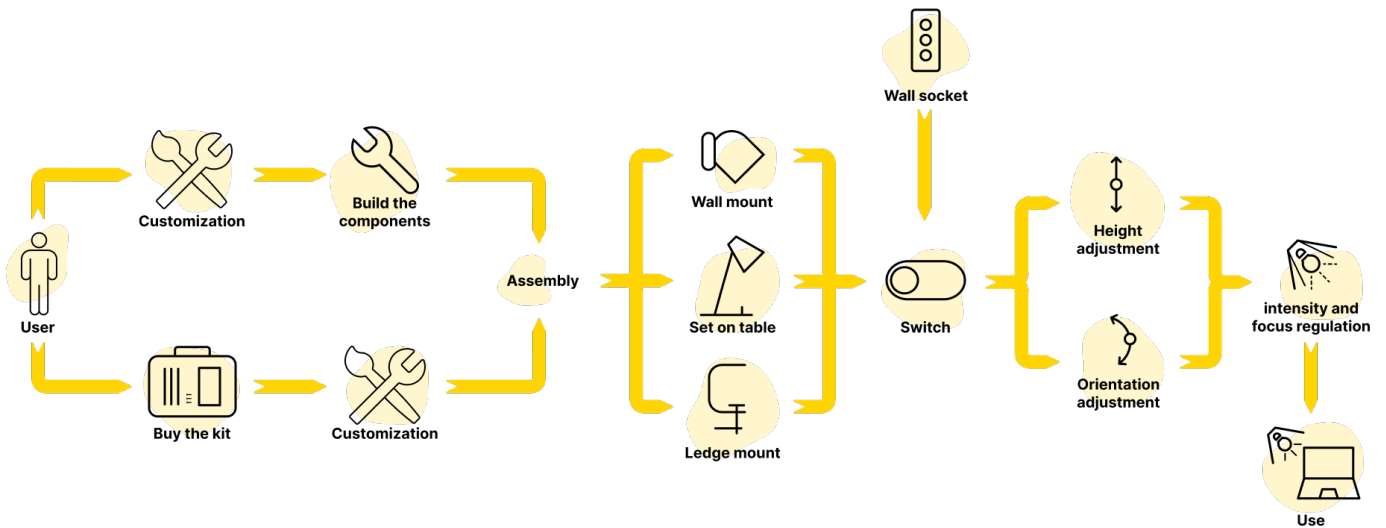 Wall socket
Customization
Build the
components
Wall mount
Height
adjustment
User
Assembly
Set on table
Switch
intensity and
focus regulation
Buy the kit
Customization
Ledge mount
Orientation
adjustment
Use